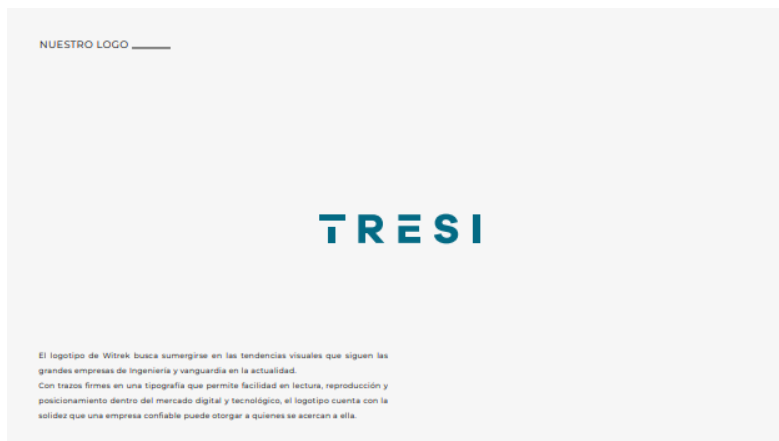 NUESTRO LOGO
TRESI
El logotipo de Witrek busca sumergirse en las tendencias visuales que siguen las
grandes empresas de Ingeniería y vanguardia en la actualidad.
Con trazos firmes en una tipografía que permite facilidad en lectura, reproducción y
posicionamiento dentro del mercado digital y tecnológico, el logotipo cuenta con la
solidez que una empresa confiable puede otorgar a quienes se acercan a ella.